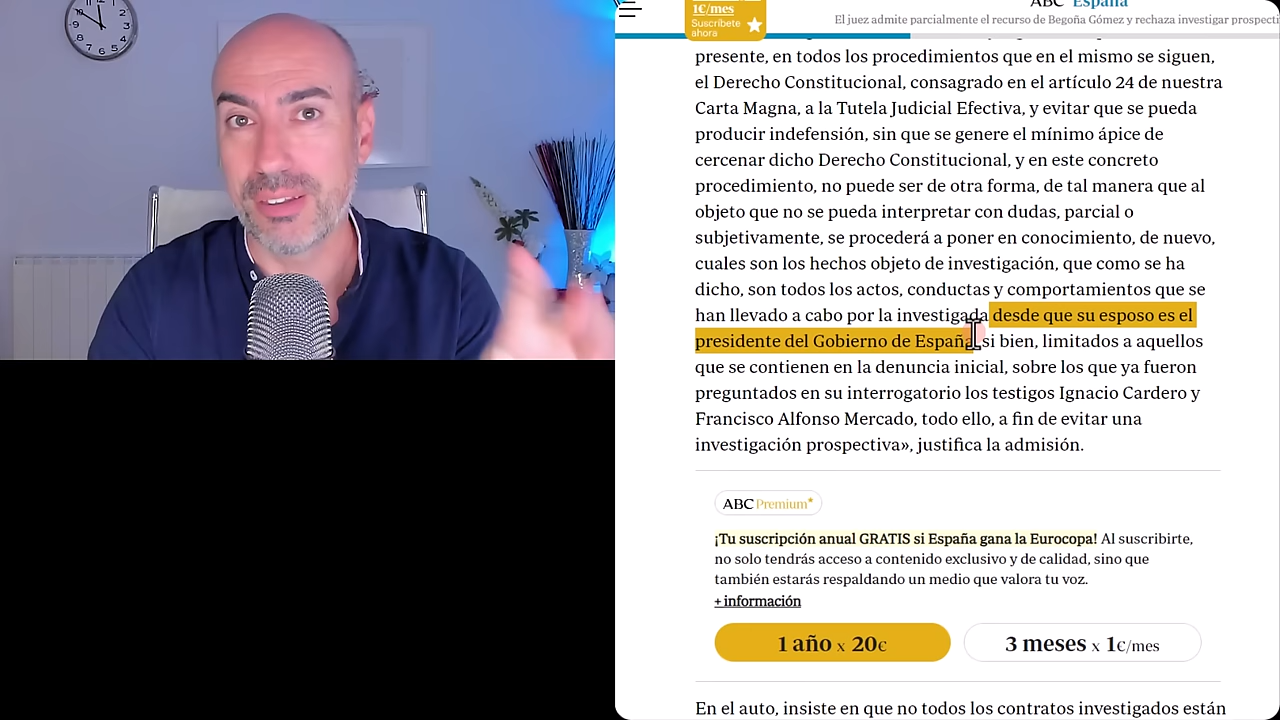 1€/mes
Suscríbete
ahora
ABC España
El juez admite parcialmente el recurso de Begoña Gómez y rechaza investigar prospecti
presente, en todos los procedimientos que en el mismo se siguen,
el Derecho Constitucional, consagrado en el artículo 24 de nuestra
Carta Magna, a la Tutela Judicial Efectiva, y evitar que se pueda
producir indefensión, sin que se genere el mínimo ápice de
cercenar dicho Derecho Constitucional, y en este concreto
procedimiento, no puede ser de otra forma, de tal manera que al
objeto que no se pueda interpretar con dudas, parcial o
subjetivamente, se procederá a poner en conocimiento, de nuevo,
cuales son los hechos objeto de investigación, que como se ha
dicho, son todos los actos, conductas y comportamientos que se
han llevado a cabo por la investigada desde que su esposo es el
presidente del Gobierno de España, si bien, limitados a aquellos
que se contienen en la denuncia inicial, sobre los que ya fueron
preguntados en su interrogatorio los testigos Ignacio Cardero y
Francisco Alfonso Mercado, todo ello, a fin de evitar una
investigación prospectiva», justifica la admisión.
ABC Premium*
¡Tu suscripción anual GRATIS si España gana la Eurocopa! Al suscribirte,
no solo tendrás acceso a contenido exclusivo y de calidad, sino que
también estarás respaldando un medio que valora tu voz.
+ información
1 año x 20€
3 meses x 1€/mes
En el auto, insiste en que no todos los contratos investigados están